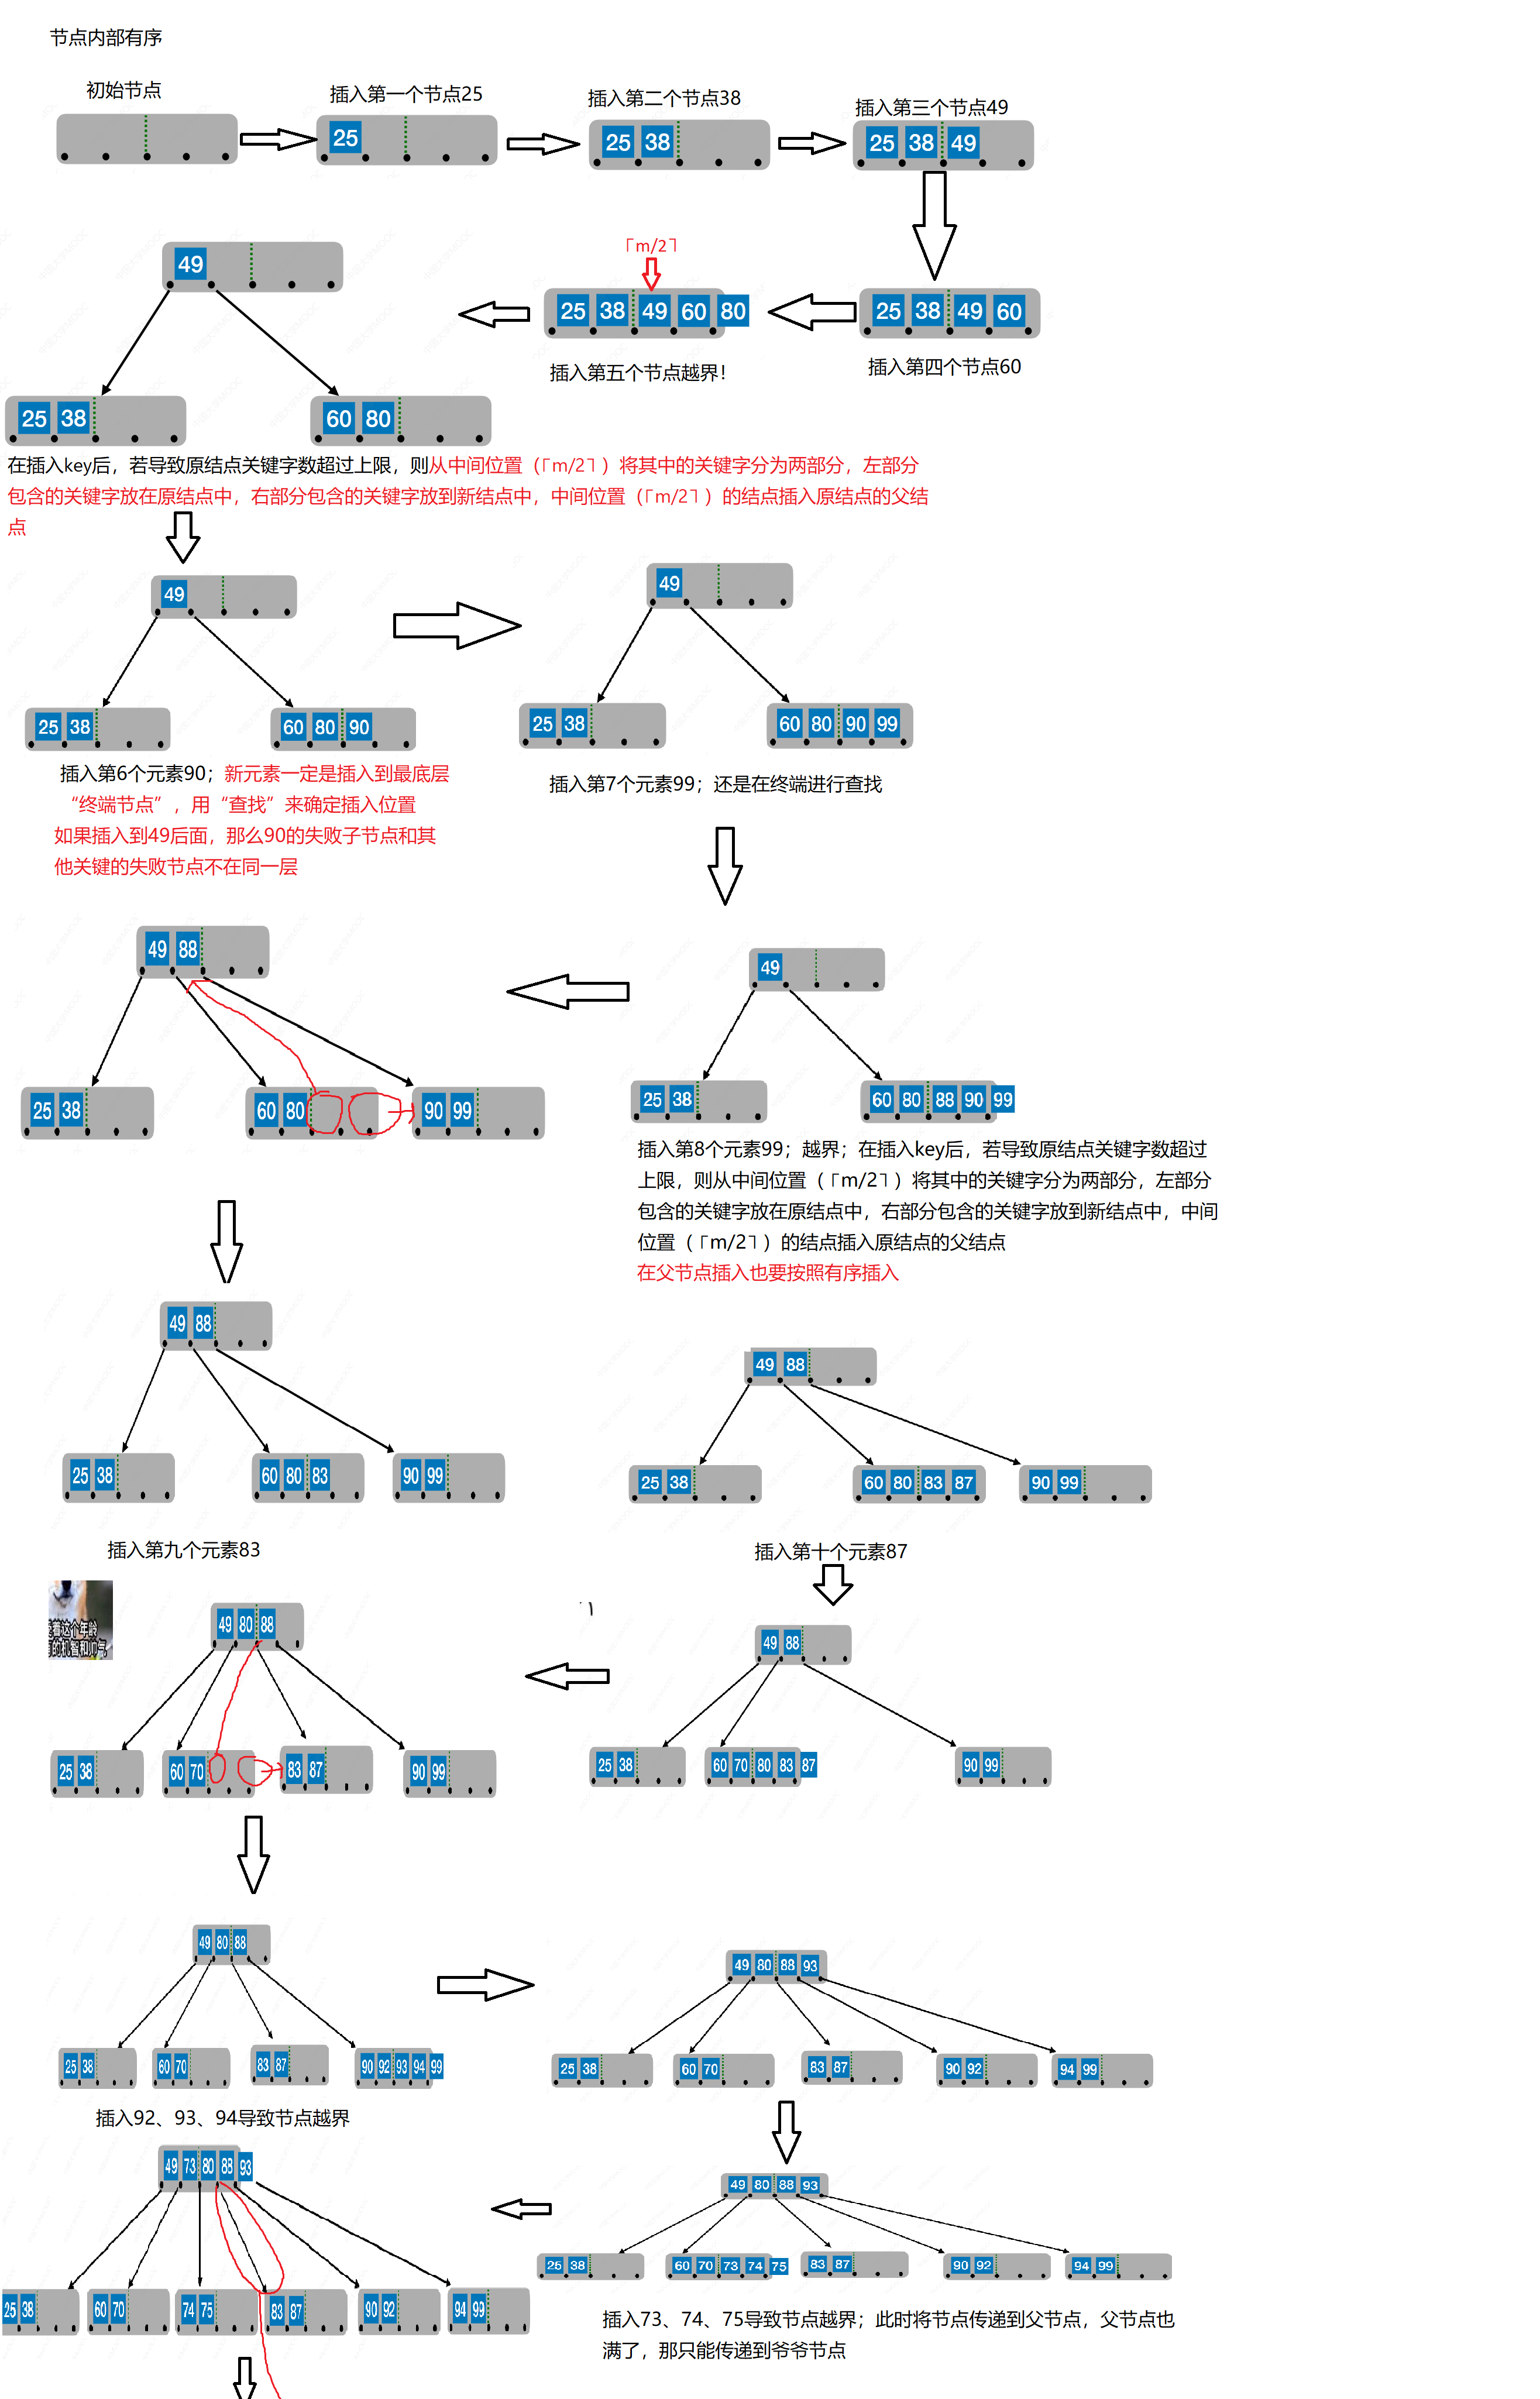 节点内部有序
初始节点
插入第一个节点25
插入第二个节点38
插入第三个节点49
25
25 38
25 38 49
⌈m/2⌉
49
25 38 49 60 80
25 38 49 60
插入第五个节点越界!
插入第四个节点60
25 38
60 80
在插入key后，若导致原结点关键字数超过上限，则从中间位置（⌈m/2⌉）将其中的关键字分为两部分，左部分
包含的关键字放在原结点中，右部分包含的关键字放到新结点中，中间位置（⌈m/2⌉）的结点插入原结点的父结
点
49
49
25 38
60 80 90
25 38
60 80 90 99
插入第6个元素90；新元素一定是插入到最底层
“终端节点”，用“查找”来确定插入位置
如果插入到49后面，那么90的失败子节点和其
他关键的失败节点不在同一层
插入第7个元素99；还是在终端进行查找
49 88
49
25 38
60 80
90 99
25 38
60 80 88 90 99
插入第8个元素99；越界；在插入key后，若导致原结点关键字数超过
上限，则从中间位置（⌈m/2⌉）将其中的关键字分为两部分，左部分
包含的关键字放在原结点中，右部分包含的关键字放到新结点中，中间
位置（⌈m/2⌉）的结点插入原结点的父结点
在父节点插入也要按照有序插入
49 88
49 88
25 38
60 80 83
90 99
25 38
60 80 83 87
90 99
插入第九个元素83
插入第十个元素87
着这个年龄
的机智和帅气
49 80 88
49 88
25 38
60 70
83 87
90 99
25 38
60 70 80 83 87
90 99
49 80 88
49 80 88 93
25 38
60 70
83 87
90 92 93 94 99
25 38
60 70
83 87
90 92
94 99
插入92、93、94导致节点越界
49 73 80 88 93
49 80 88 93
25 38
60 70
74 75
83 87
90 92
94 99
25 38
60 70 73 74 75
83 87
90 92
94 99
插入73、74、75导致节点越界；此时将节点传递到父节点，父节点也
满了，那只能传递到爷爷节点